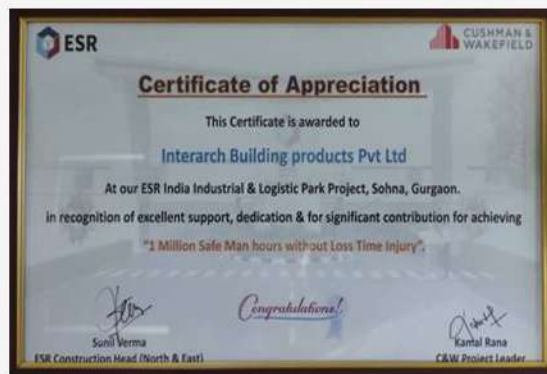 ESR
CUSHMAN &
WAKEFIELD
Certificate of Appreciation
This Certificate is awarded to
Interarch Building products Pvt Ltd
At our ESR India Industrial & Logistic Park Project, Sohna, Gurgaon.
in recognition of excellent support, dedication & for significant contribution for achieving
"1 Million Safe Man hours without Loss Time Injury".
Congratulations!
Sunil Verma
ESR Construction Head (North & East)
Kamal Rana
C&W Project Leader